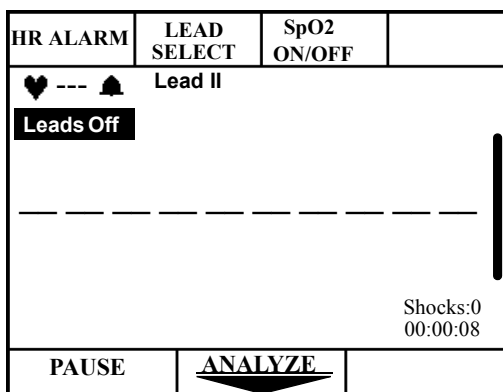 HR ALARM
LEAD
SELECT
SpO2
ON/OFF
---
Lead II
Leads Off
Shocks:0
00:00:08
PAUSE
ANALYZE